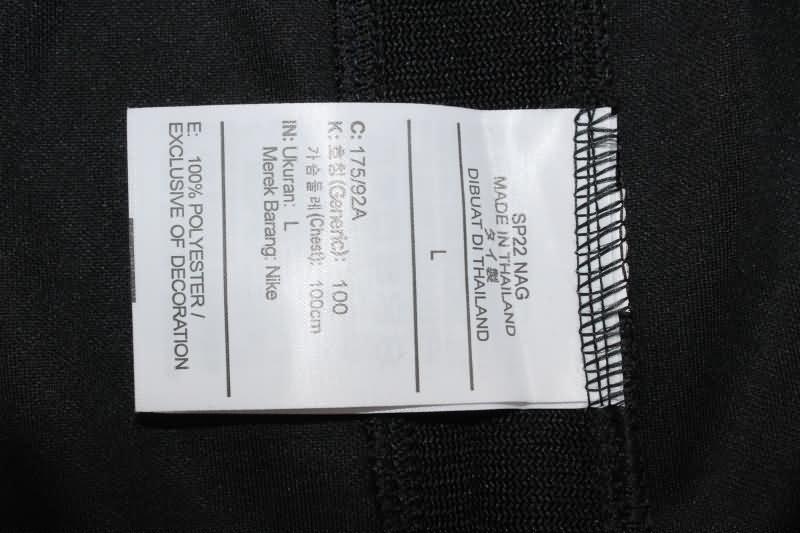 SP22 NAG
MADE IN THAILAND
タイ製
DIBUAT DI THAILAND
L
C: 175/92A
K: 호칭(Generic): 100
가슴둘레(Chest): 100cm
IN: Ukuran: L
Merek Barang: Nike
E: 100% POLYESTER /
EXCLUSIVE OF DECORATION